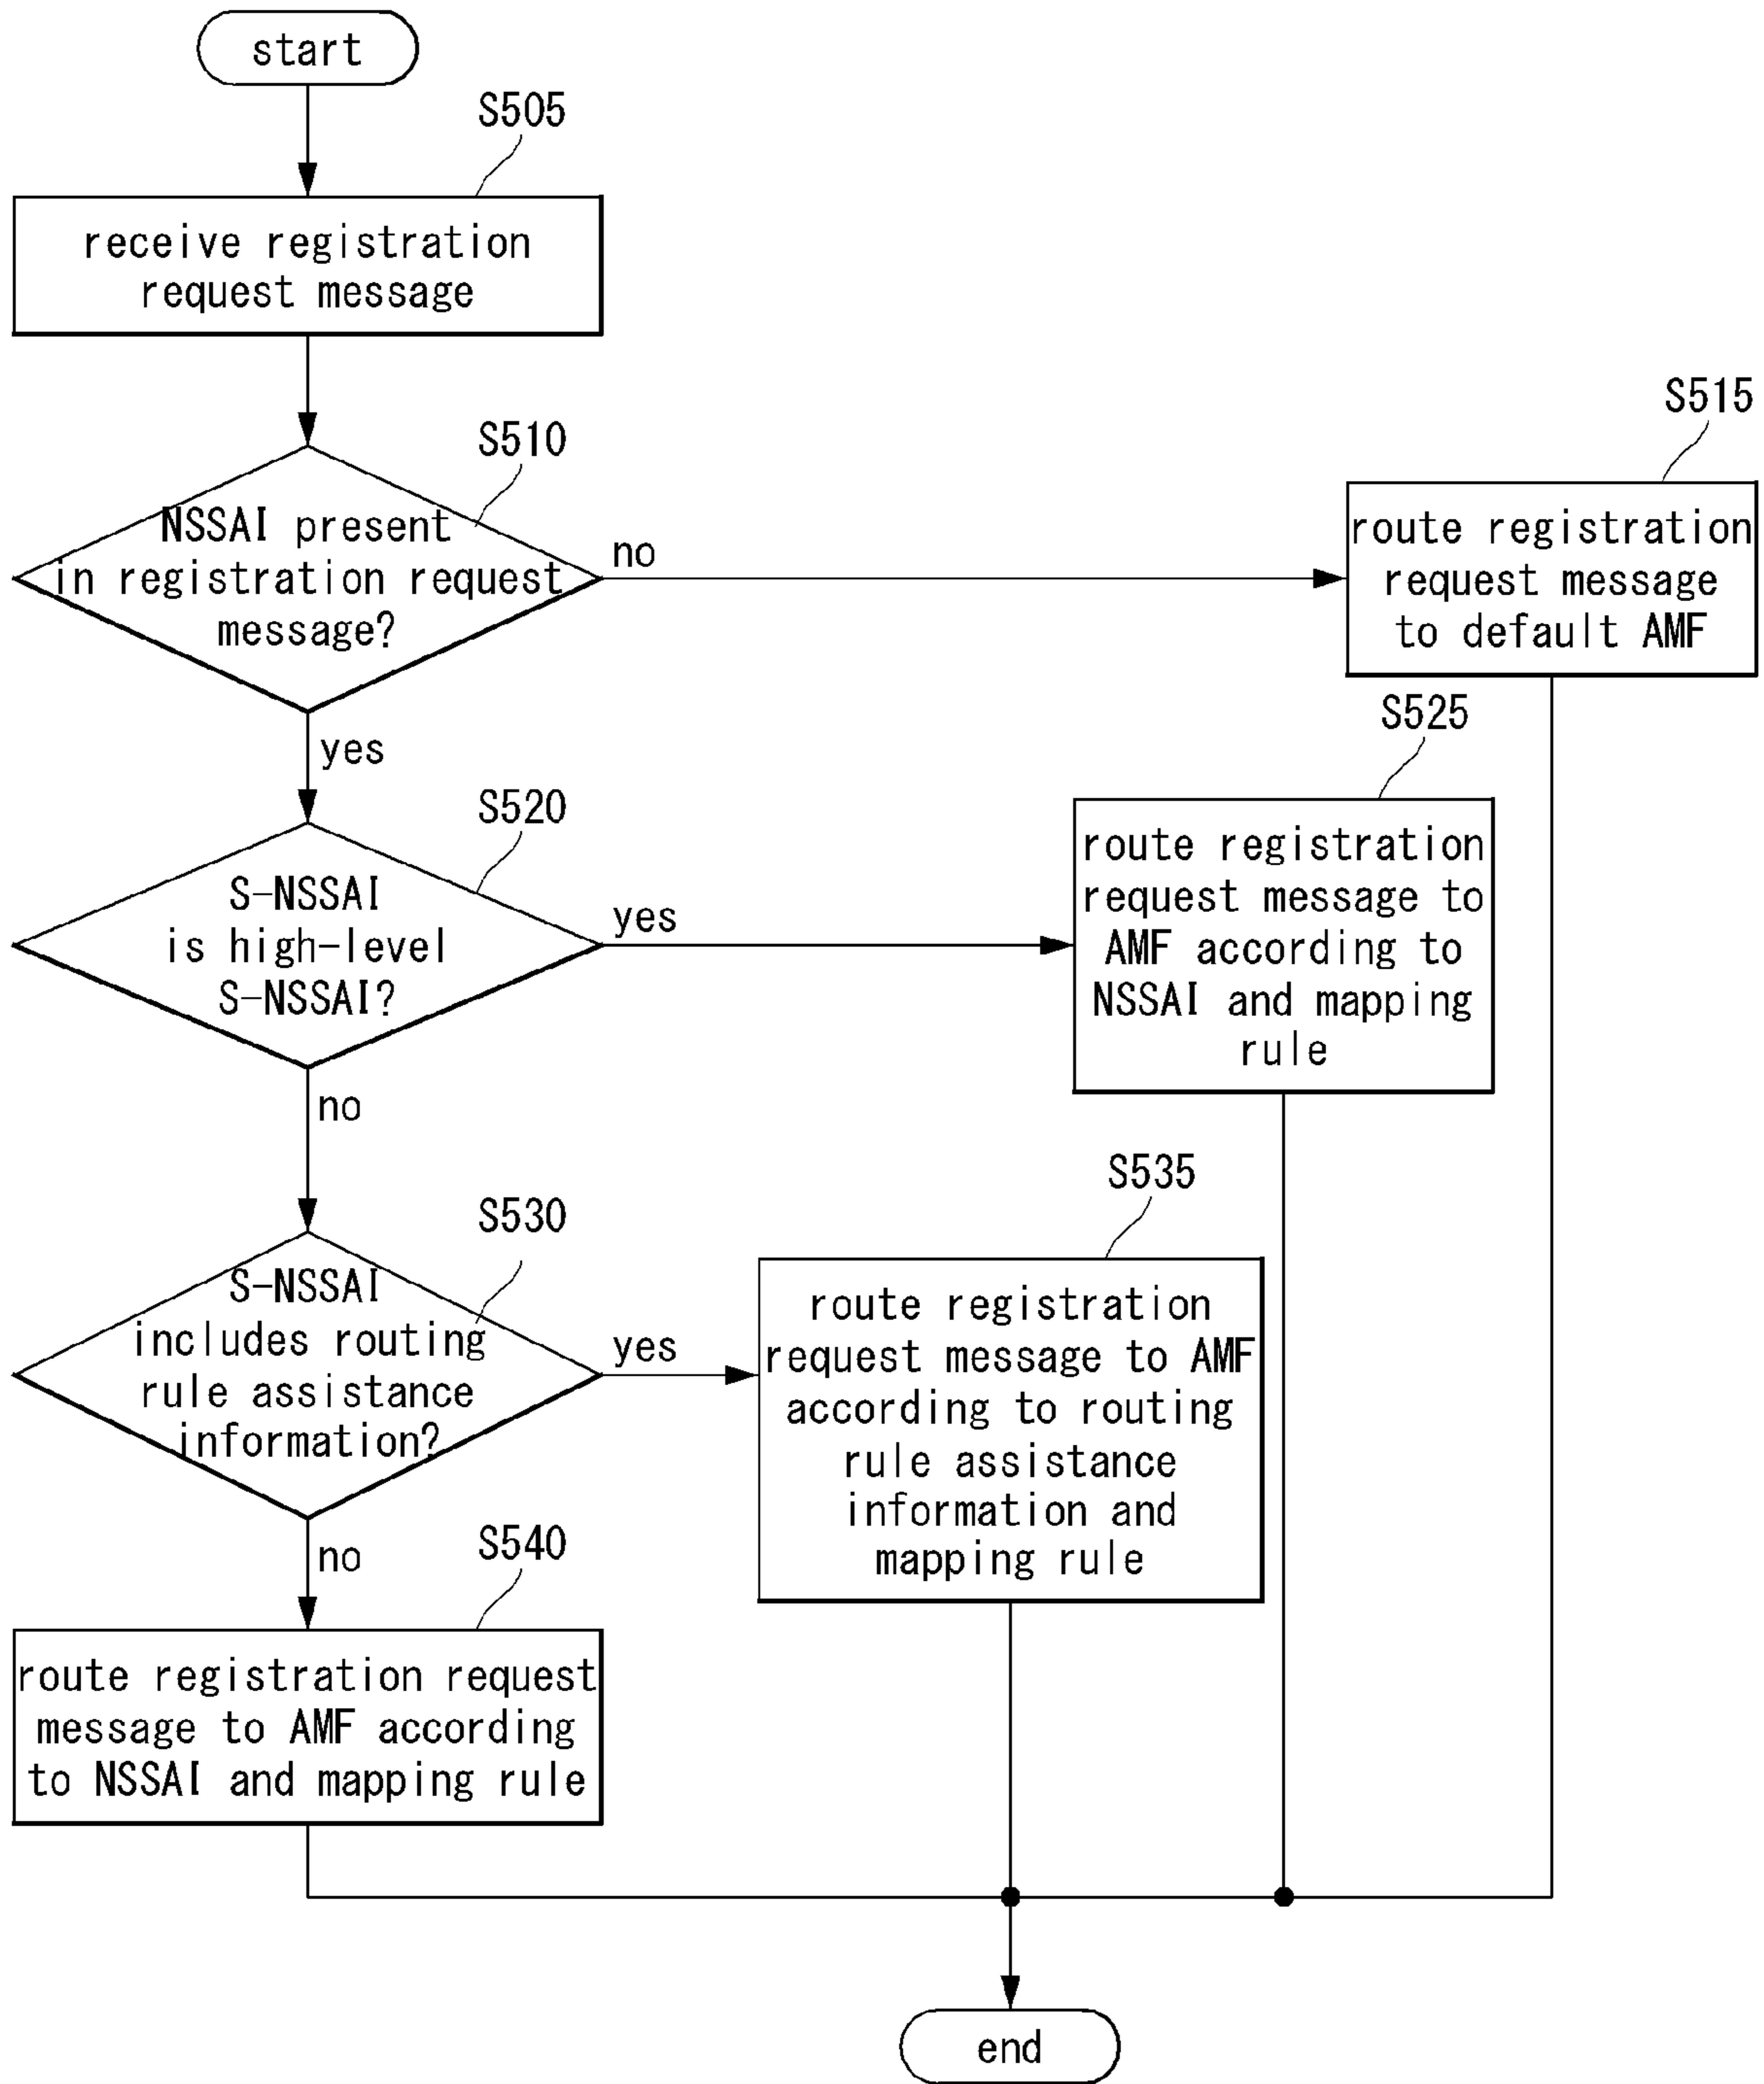 start
S505
receive registration
request message
S510
NSSAI present
in registration request
message?
no
S515
route registration
request message
to default AMF
yes
S520
S-NSSAI
is high-level
S-NSSAI?
yes
S525
route registration
request message to
AMF according to
NSSAI and mapping
rule
no
S530
S-NSSAI
includes routing
rule assistance
information?
yes
S535
route registration
request message to AMF
according to routing
rule assistance
information and
mapping rule
no
S540
route registration request
message to AMF according
to NSSAI and mapping rule
end